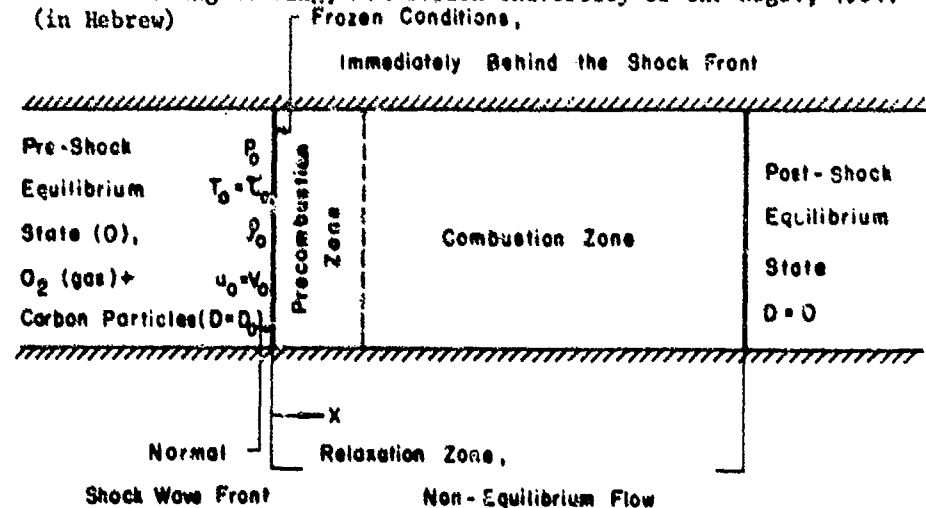 (in Hebrew)
Frozen Conditions,
Immediately Behind the Shock Front
Pre-Shock P₀
Equilibrium T₀=τ₀
State (0), ρ₀
O₂ (gas)+ u₀=V₀
Carbon Particles (D=D₀)
Precombustion
Zone
Combustion Zone
Post-Shock
Equilibrium
State
D=0
X
Normal
Shock Wave Front
Relaxation Zone,
Non-Equilibrium Flow